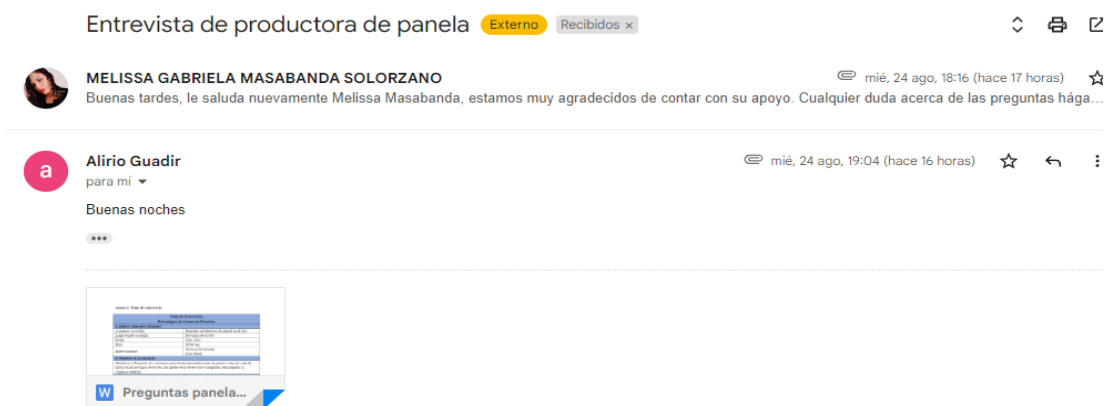 Entrevista de productora de panela Externo Recibidos ×
MELISSA GABRIELA MASABANDA SOLORZANO mié, 24 ago, 18:16 (hace 17 horas)
Buenas tardes, le saluda nuevamente Melissa Masabanda, estamos muy agradecidos de contar con su apoyo. Cualquier duda acerca de las preguntas hága...
a
Alirio Guadir mié, 24 ago, 19:04 (hace 16 horas)
para mí
Buenas noches
W Preguntas panela...